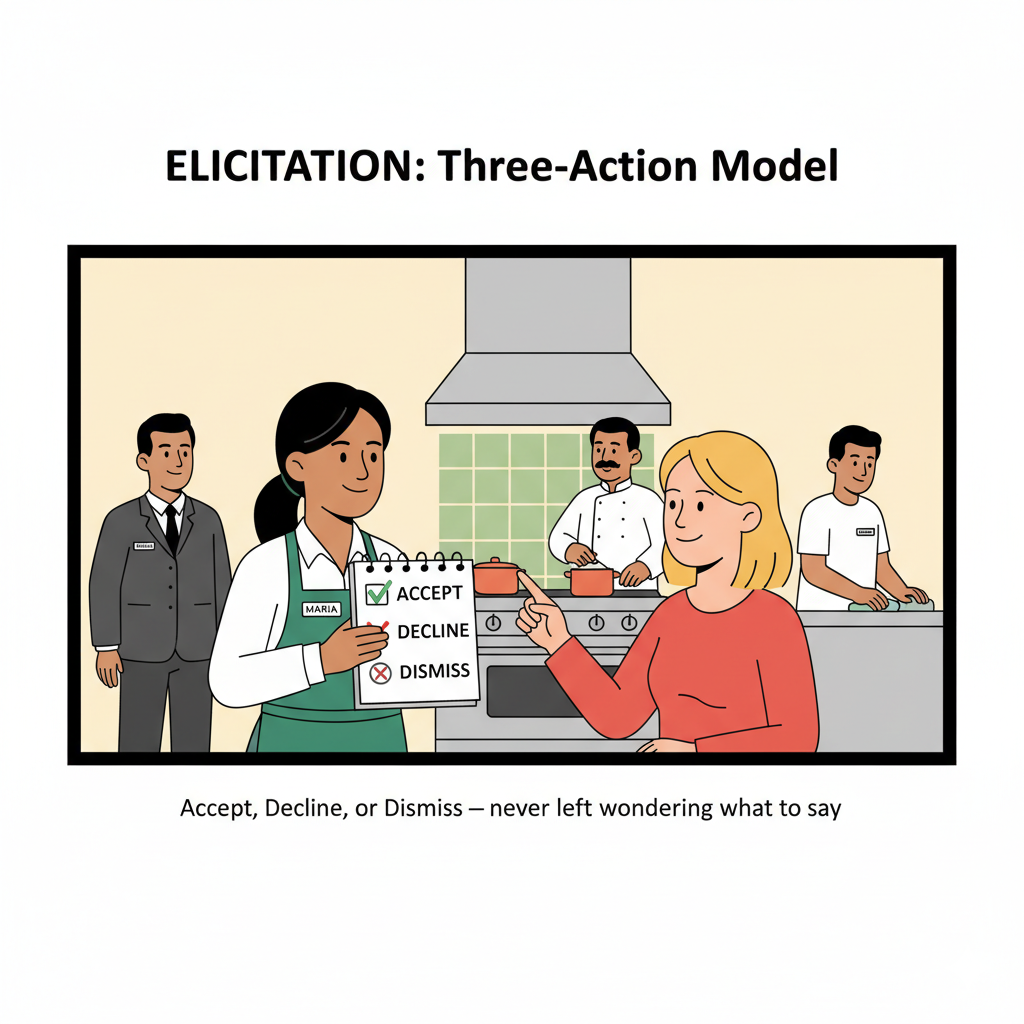 ELICITATION: Three-Action Model
MARIA
ACCEPT
DECLINE
DISMISS
Accept, Decline, or Dismiss – never left wondering what to say